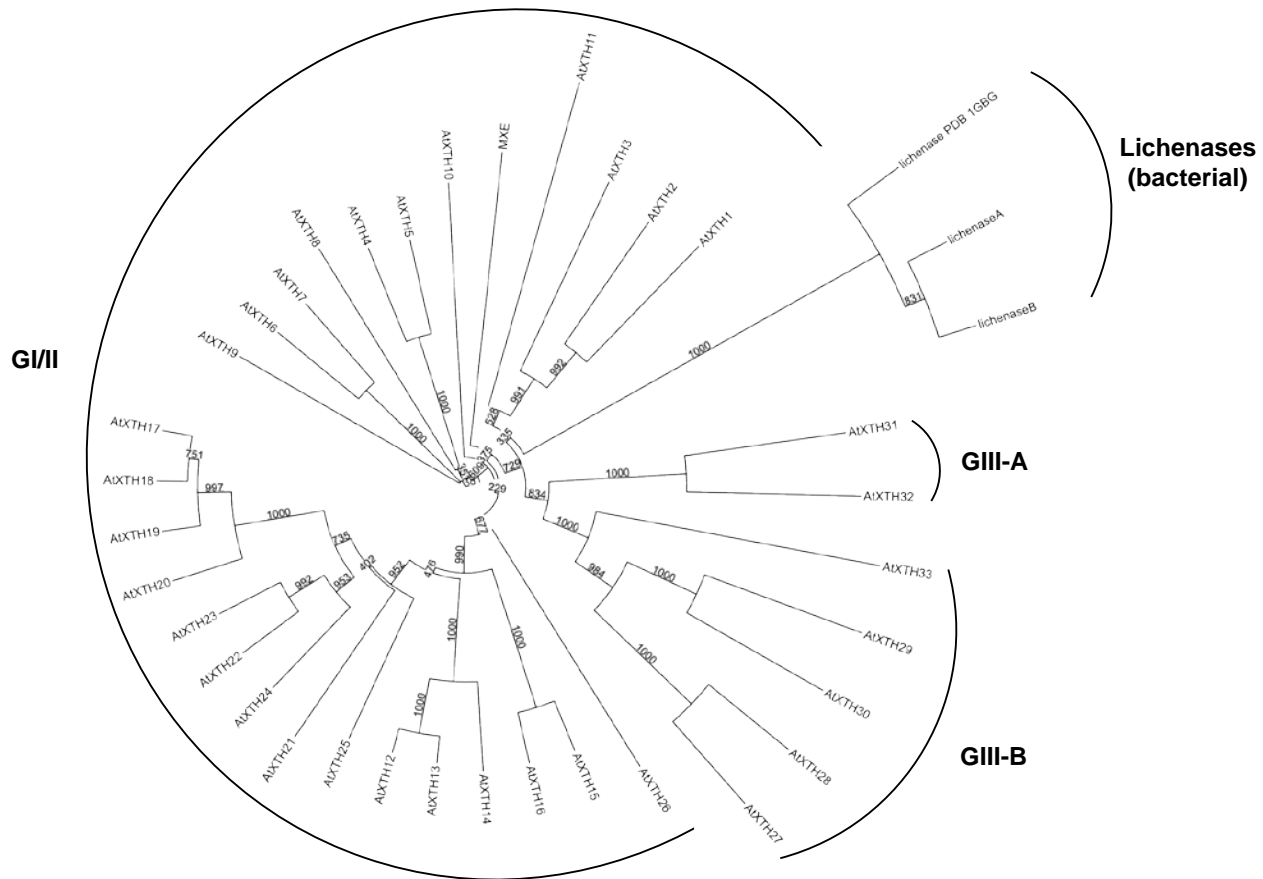 AtXTH11
AtXTH3
AtXTH2
AtXTH1
MXE
AtXTH10
AtXTH5
AtXTH4
AtXTH8
AtXTH7
AtXTH6
AtXTH9
GI/II
AtXTH17
AtXTH18
AtXTH19
AtXTH20
AtXTH23
AtXTH22
AtXTH24
AtXTH21
AtXTH25
AtXTH12
AtXTH13
AtXTH14
AtXTH16
AtXTH15
AtXTH26
lichenase PDB 1GBG
lichenaseA
lichenaseB
Lichenases
(bacterial)
AtXTH31
AtXTH32
GIII-A
AtXTH33
AtXTH29
AtXTH30
AtXTH28
AtXTH27
GIII-B
831
1000
992
991
528
335
729
834
1000
1000
984
1000
1000
1000
1000
229
677
990
426
952
402
735
953
992
1000
997
751
1000
1000
1000